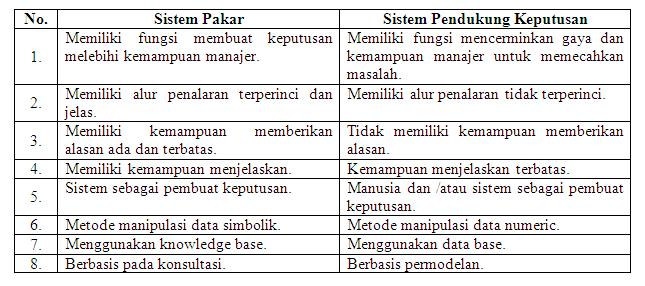 No. Sistem Pakar Sistem Pendukung Keputusan
1. Memiliki fungsi membuat keputusan melebihi kemampuan manajer. Memiliki fungsi mencerminkan gaya dan kemampuan manajer untuk memecahkan masalah.
2. Memiliki alur penalaran terperinci dan jelas. Memiliki alur penalaran tidak terperinci.
3. Memiliki kemampuan memberikan alasan ada dan terbatas. Tidak memiliki kemampuan memberikan alasan.
4. Memiliki kemampuan menjelaskan. Kemampuan menjelaskan terbatas.
5. Sistem sebagai pembuat keputusan. Manusia dan /atau sistem sebagai pembuat keputusan.
6. Metode manipulasi data simbolik. Metode manipulasi data numeric.
7. Menggunakan knowledge base. Menggunakan data base.
8. Berbasis pada konsultasi. Berbasis permodelan.